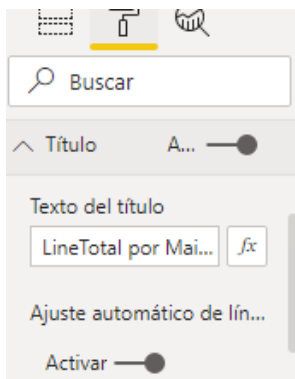 Buscar
Título A...
Texto del título
LineTotal por Mai... fx
Ajuste automático de lín...
Activar